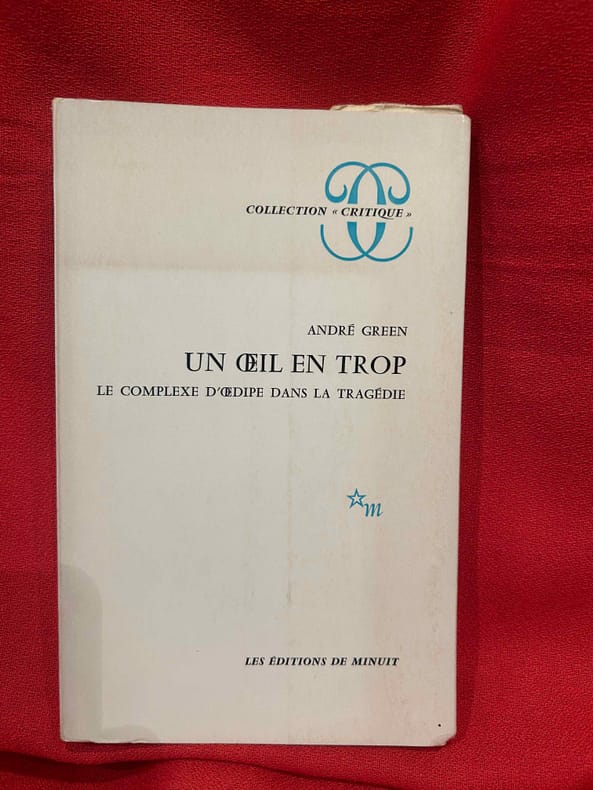 COLLECTION « CRITIQUE »
ANDRÉ GREEN
UN ŒIL EN TROP
LE COMPLEXE D'ŒDIPE DANS LA TRAGÉDIE
m
LES ÉDITIONS DE MINUIT